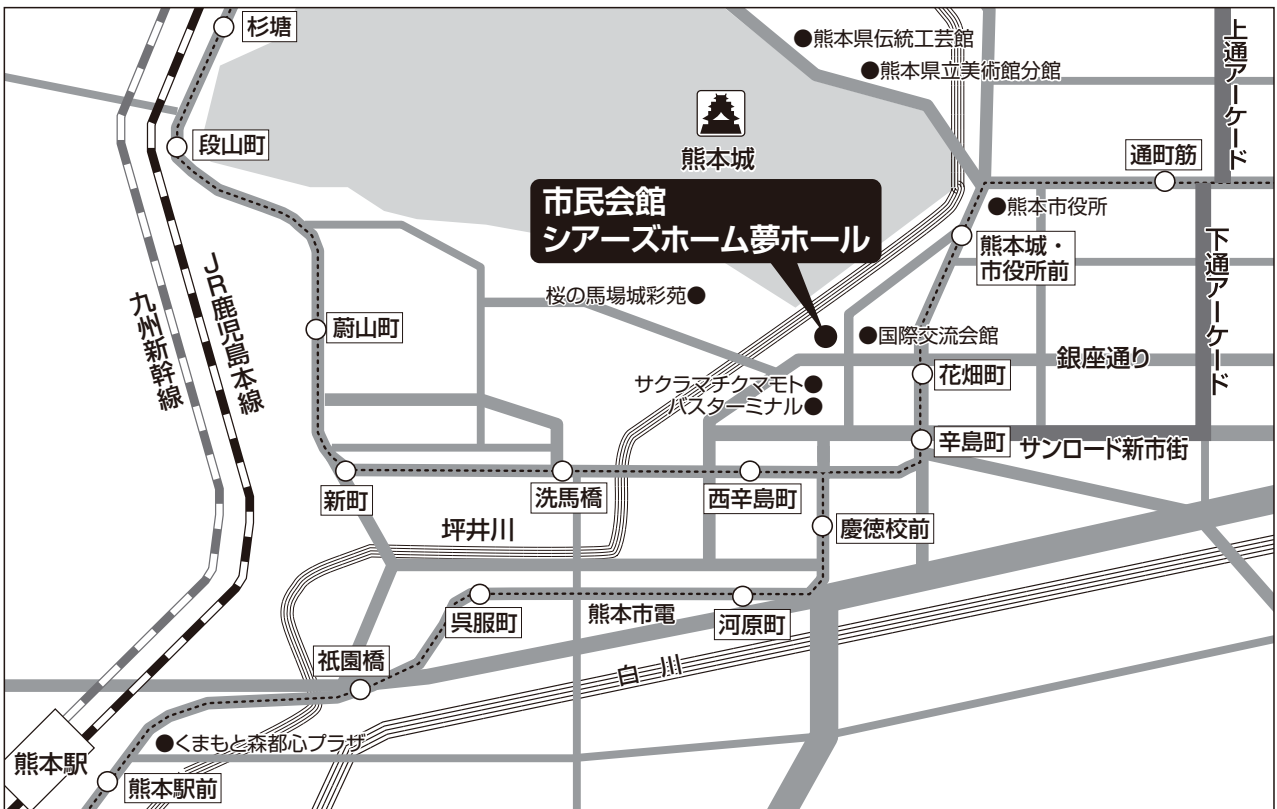 杉塘
●熊本県伝統工芸館
●熊本県立美術館分館
上通アーケード
段山町
熊本城
通町筋
市民会館
シアーズホーム夢ホール
●熊本市役所
熊本城・
市役所前
下通アーケード
JR鹿児島本線
九州新幹線
桜の馬場城彩苑●
蔚山町
●国際交流会館
銀座通り
花畑町
サクラマチクマモト●
バスターミナル●
辛島町
サンロード新市街
新町
洗馬橋
西辛島町
坪井川
慶徳校前
呉服町
熊本市電
河原町
祇園橋
白川
●くまもと森都心プラザ
熊本駅
熊本駅前